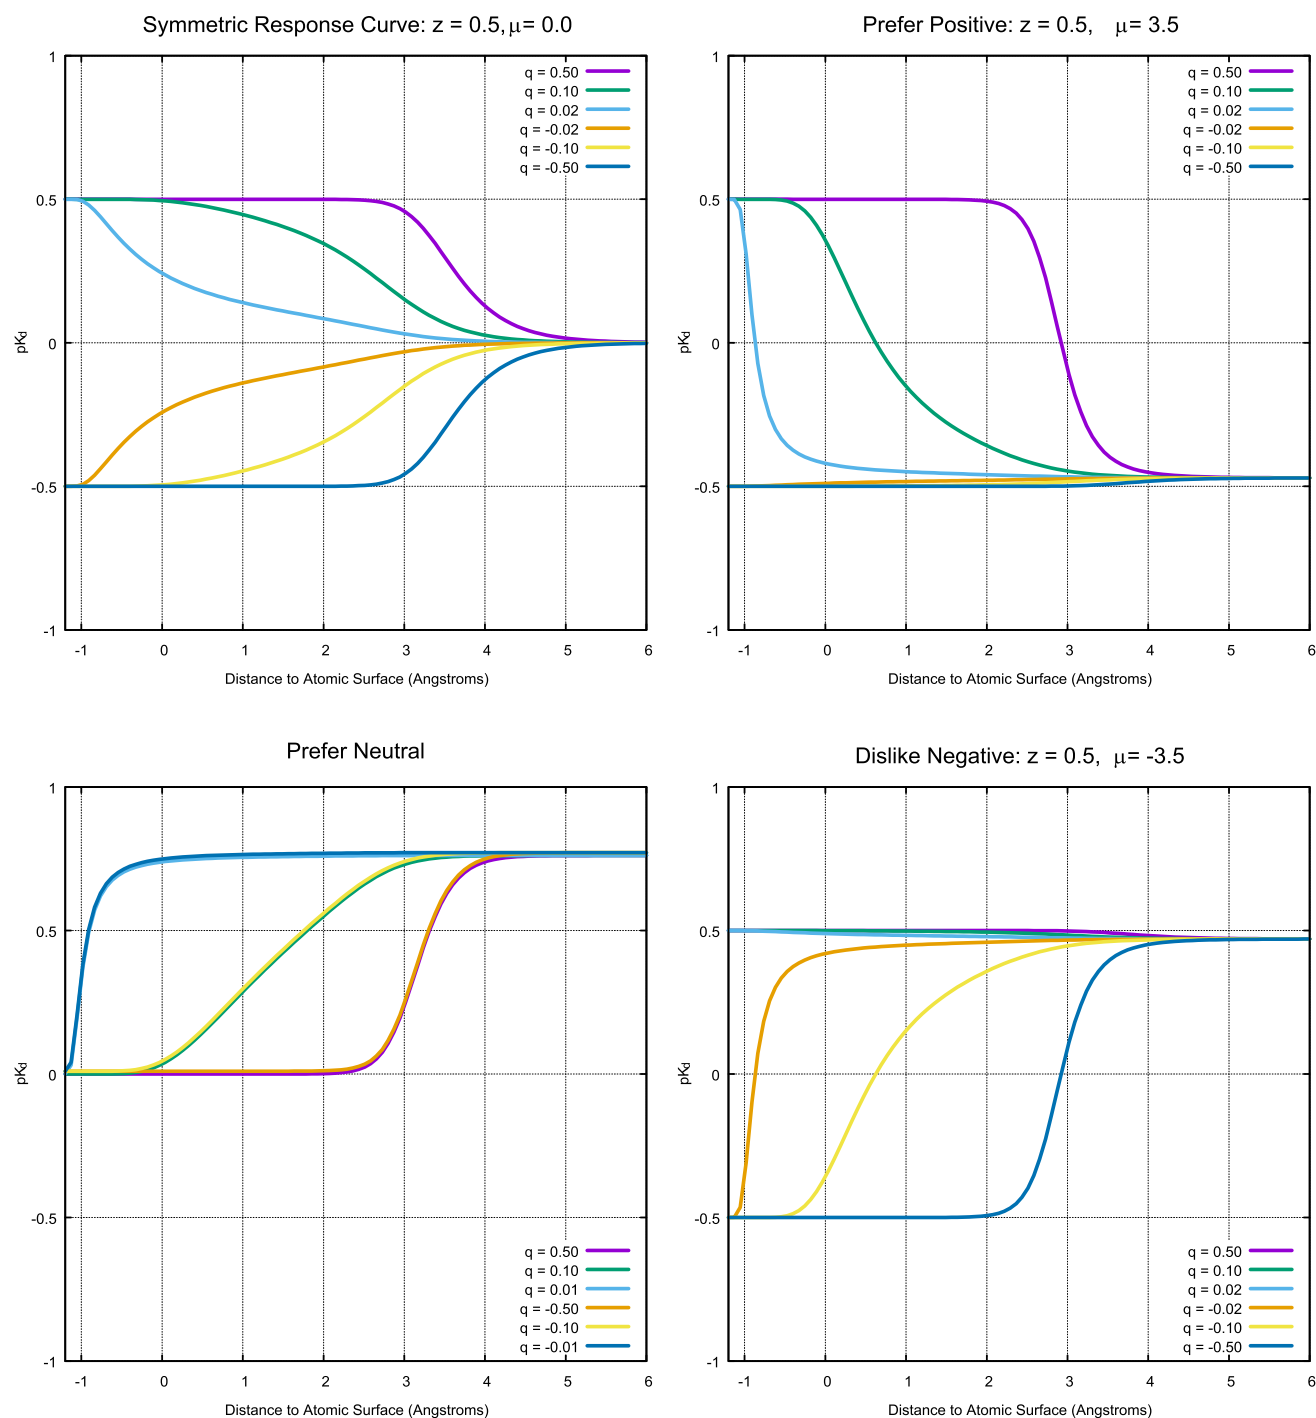 Symmetric Response Curve: z = 0.5, μ= 0.0
1
0.5
0
-0.5
-1
pKd
q = 0.50
q = 0.10
q = 0.02
q = -0.02
q = -0.10
q = -0.50
-1 0 1 2 3 4 5 6
Distance to Atomic Surface (Angstroms)
Prefer Positive: z = 0.5, μ= 3.5
1
0.5
0
-0.5
-1
pKd
q = 0.50
q = 0.10
q = 0.02
q = -0.02
q = -0.10
q = -0.50
-1 0 1 2 3 4 5 6
Distance to Atomic Surface (Angstroms)
Prefer Neutral
1
0.5
0
-0.5
-1
pKd
q = 0.50
q = 0.10
q = 0.01
q = -0.50
q = -0.10
q = -0.01
-1 0 1 2 3 4 5 6
Distance to Atomic Surface (Angstroms)
Dislike Negative: z = 0.5, μ= -3.5
1
0.5
0
-0.5
-1
pKd
q = 0.50
q = 0.10
q = 0.02
q = -0.02
q = -0.10
q = -0.50
-1 0 1 2 3 4 5 6
Distance to Atomic Surface (Angstroms)